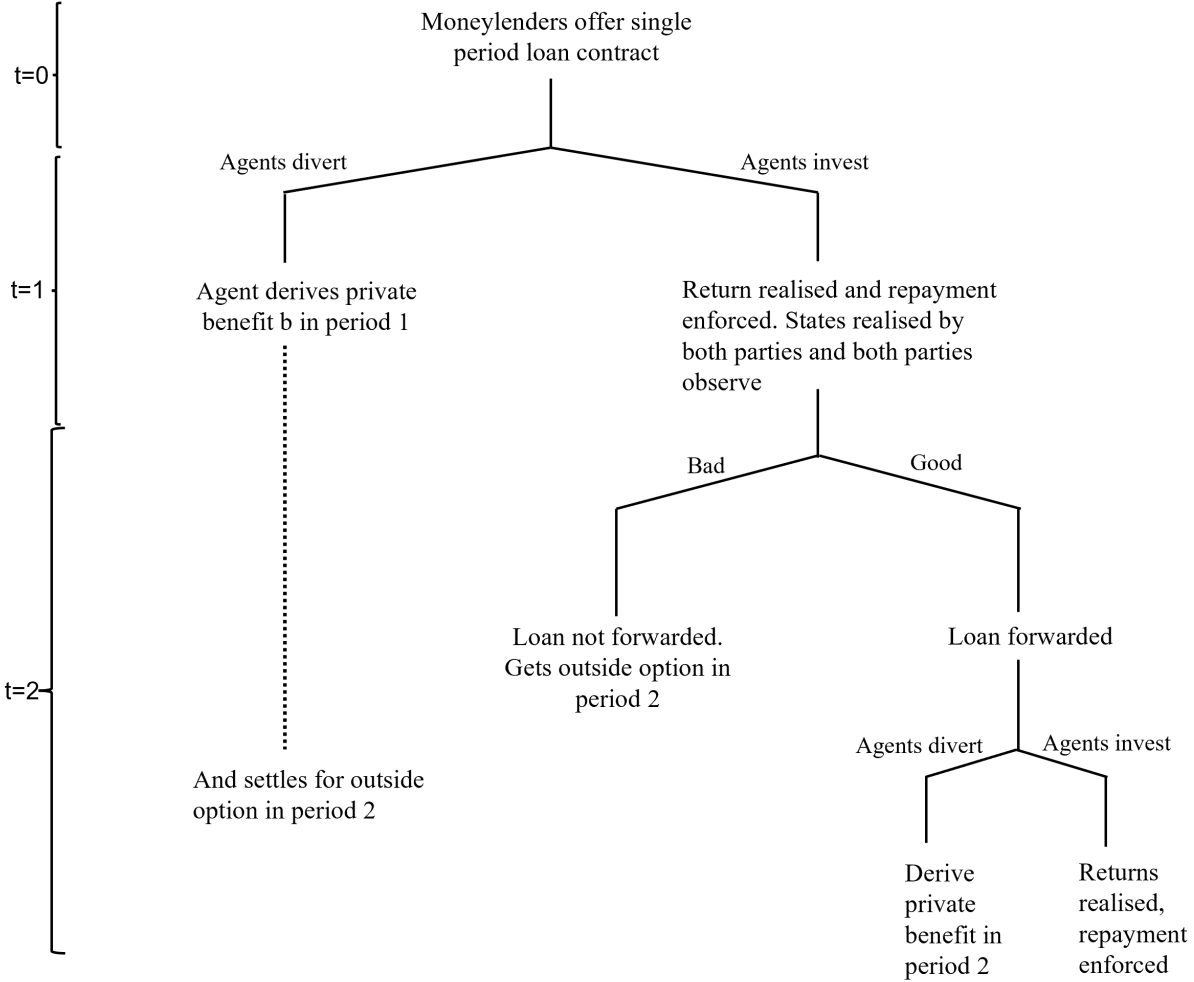 Moneylenders offer single
period loan contract
t=0
Agents divert
Agents invest
t=1
Agent derives private
benefit b in period 1
Return realised and repayment
enforced. States realised by
both parties and both parties
observe
Bad
Good
Loan not forwarded.
Gets outside option in
period 2
Loan forwarded
t=2
Agents divert
Agents invest
And settles for outside
option in period 2
Derive
private
benefit in
period 2
Returns
realised,
repayment
enforced